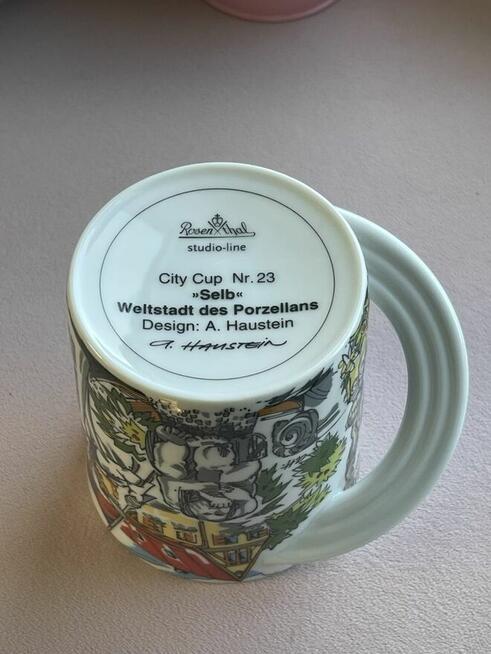 Rosenthal
studio-line
City Cup Nr. 23
»Selb«
Weltstadt des Porzellans
Design: A. Haustein
A. HAUSTEIN